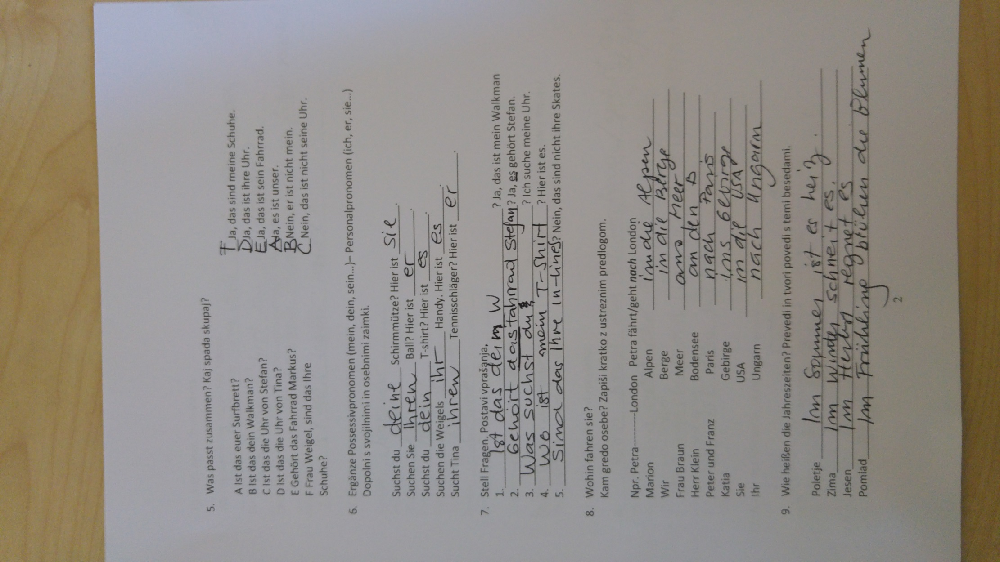 5. Was passt zusammen? Kaj spada skupaj?
A Ist das euer Surfbrett? F Ja, das sind meine Schuhe.
B Ist das dein Walkman? D Ja, das ist ihre Uhr.
C Ist das die Uhr von Stefan? E Ja, das ist sein Fahrrad.
D Ist das die Uhr von Tina? A Ja, es ist unser.
E Gehört das Fahrrad Markus? B Nein, er ist nicht mein.
F Frau Weigel, sind das Ihre C Nein, das ist nicht seine Uhr.
Schuhe?
6. Ergänze Possessivpronomen (mein, dein, sein...)– Personalpronomen (ich, er, sie...)
Dopolni s svojilnimi in osebnimi zaimki.
Suchst du deine Schirmmütze? Hier ist sie.
Suchen Sie Ihren Ball? Hier ist er.
Suchst du dein T-shirt? Hier ist es.
Suchen die Weigels ihr Handy. Hier ist es.
Sucht Tina ihren Tennisschläger? Hier ist er.
7. Stell Fragen. Postavi vprašanja.
1. Ist das dein W? Ja, das ist mein Walkman
2. Gehört das Fahrrad Stefan? Ja, es gehört Stefan.
3. Was suchst du? Ich suche meine Uhr.
4. Wo ist mein T-Shirt? Hier ist es.
5. Sind das Ihre In-lines? Nein, das sind nicht ihre Skates.
8. Wohin fahren sie?
Kam gredo osebe? Zapiši kratko z ustreznim predlogom.
Npr. Petra----------London Petra fährt/geht nach London
Marion Alpen in die Alpen
Wir Berge in die Berge
Frau Braun Meer ans Meer
Herr Klein Bodensee an den B
Peter und Franz Paris nach Paris
Katia Gebirge ins Gebirge
Sie USA in die USA
Ihr Ungarn nach Ungarn
9. Wie heißen die Jahreszeiten? Prevedi in tvori povedi s temi besedami.
Poletje Im Sommer ist es heiß.
Zima Im Winter schneit es.
Jesen Im Herbst regnet es
Pomlad Im Frühling blühen die Blumen
2